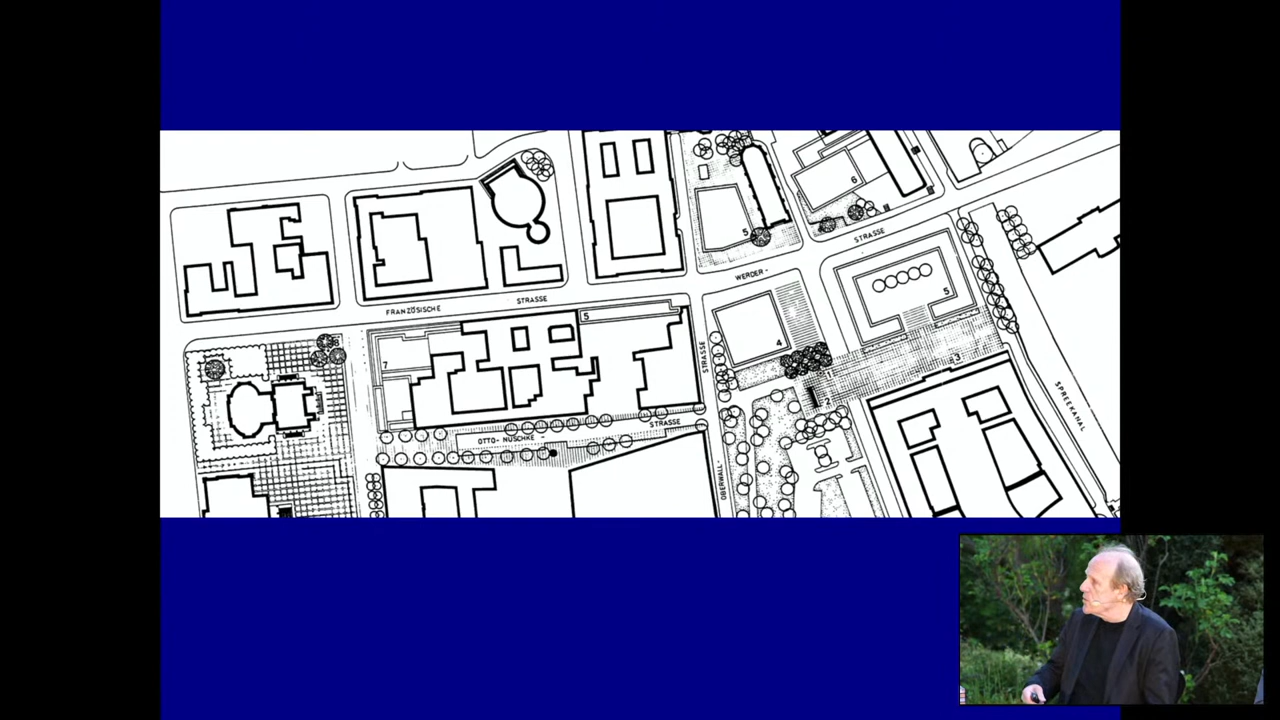 6
5
STRASSE
WERDER-
FRANZÖSISCHE STRASSE
5
5
4
STRASSE
7
8
3
1
2
OTTO-NUSCHKE- STRASSE
OBERWALL-
SPREEKANAL